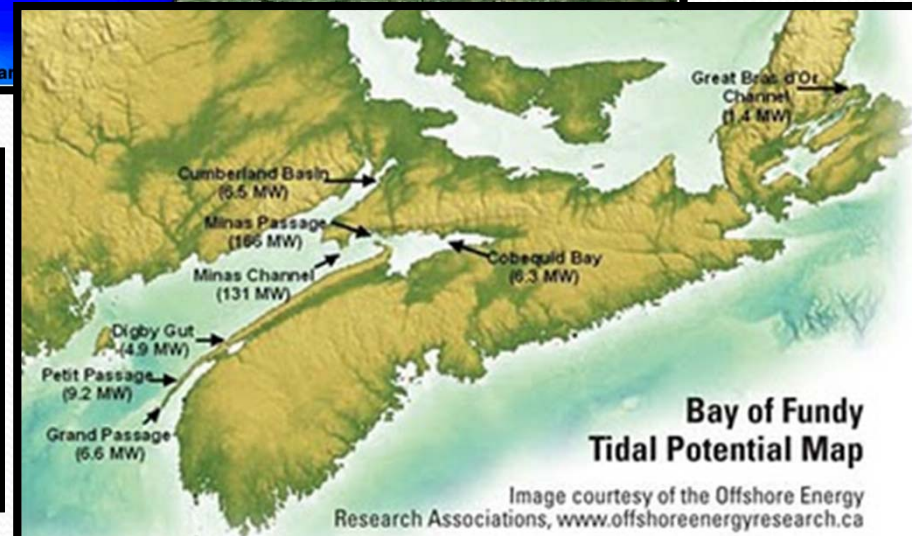 Great Bras d'Or
Channel
(1.4 MW)
Cumberland Basin
(6.5 MW)
Minas Passage
(166 MW)
Cobequid Bay
(6.3 MW)
Minas Channel
(131 MW)
Digby Gut
(4.9 MW)
Petit Passage
(9.2 MW)
Grand Passage
(6.6 MW)
Bay of Fundy
Tidal Potential Map
Image courtesy of the Offshore Energy
Research Associations, www.offshoreenergyresearch.ca